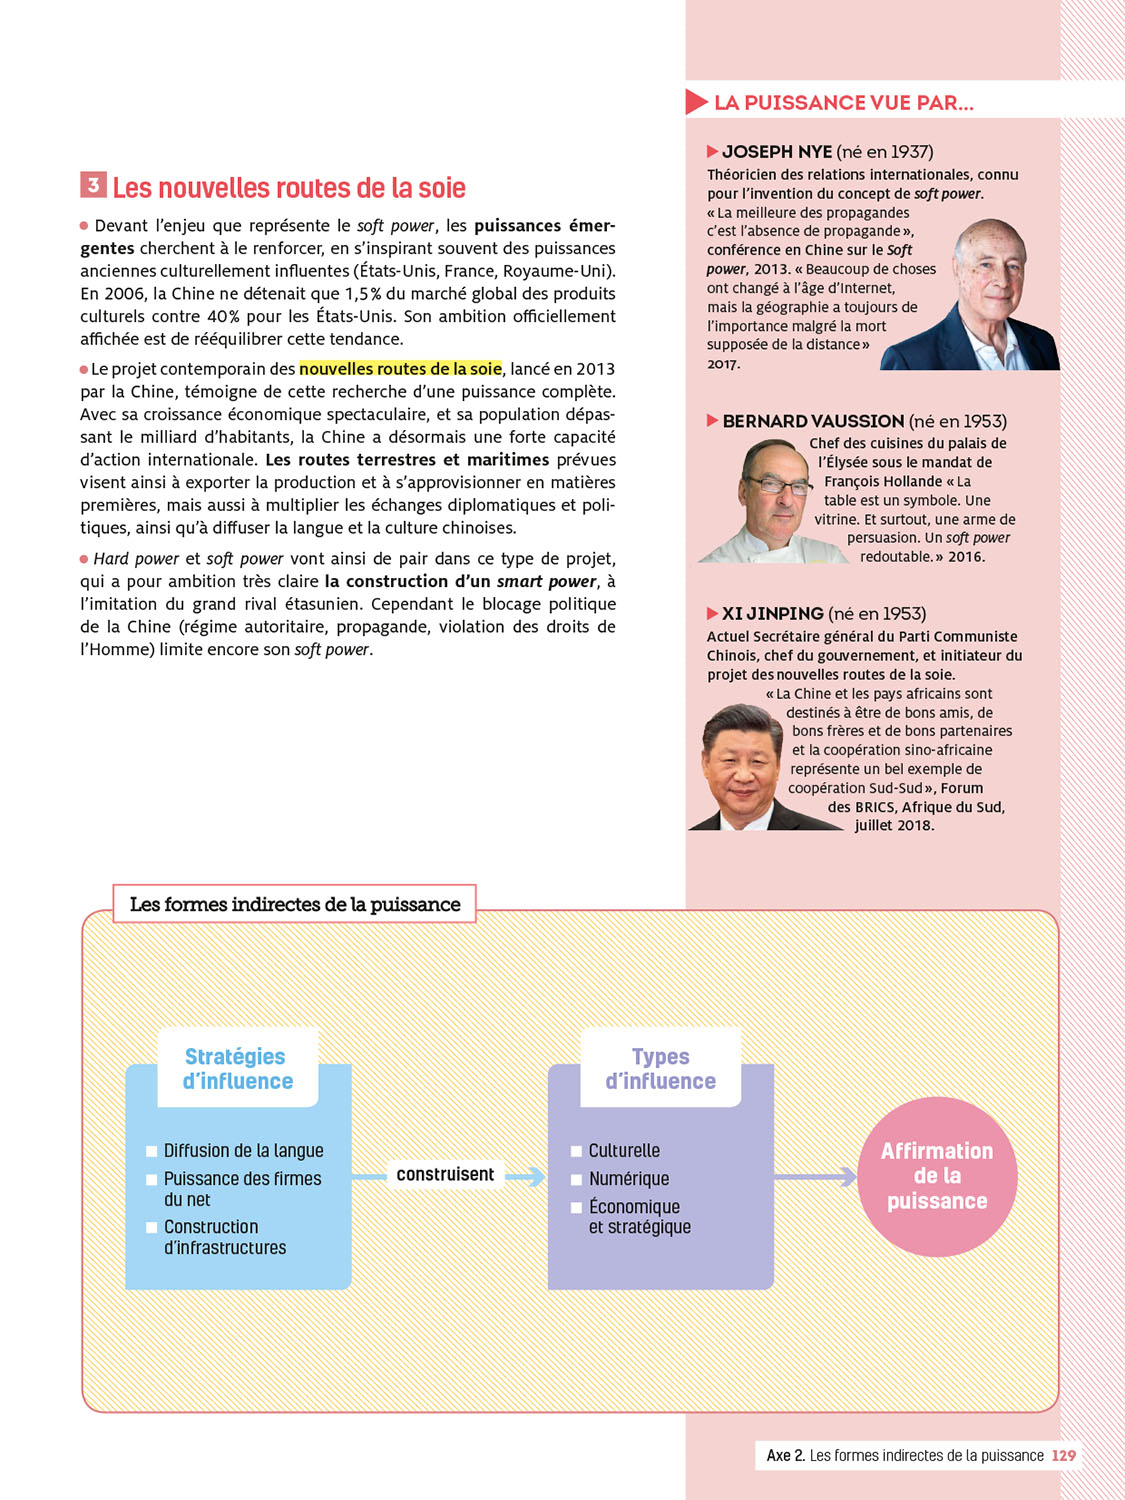 3 Les nouvelles routes de la soie
• Devant l’enjeu que représente le soft power, les puissances émer-
gentes cherchent à le renforcer, en s’inspirant souvent des puissances
anciennes culturellement influentes (États-Unis, France, Royaume-Uni).
En 2006, la Chine ne détenait que 1,5 % du marché global des produits
culturels contre 40 % pour les États-Unis. Son ambition officiellement
affichée est de rééquilibrer cette tendance.
• Le projet contemporain des nouvelles routes de la soie, lancé en 2013
par la Chine, témoigne de cette recherche d’une puissance complète.
Avec sa croissance économique spectaculaire, et sa population dépas-
sant le milliard d’habitants, la Chine a désormais une forte capacité
d’action internationale. Les routes terrestres et maritimes prévues
visent ainsi à exporter la production et à s’approvisionner en matières
premières, mais aussi à multiplier les échanges diplomatiques et poli-
tiques, ainsi qu’à diffuser la langue et la culture chinoises.
• Hard power et soft power vont ainsi de pair dans ce type de projet,
qui a pour ambition très claire la construction d’un smart power, à
l’imitation du grand rival étasunien. Cependant le blocage politique
de la Chine (régime autoritaire, propagande, violation des droits de
l’Homme) limite encore son soft power.
LA PUISSANCE VUE PAR...
JOSEPH NYE (né en 1937)
Théoricien des relations internationales, connu
pour l’invention du concept de soft power.
« La meilleure des propagandes
c’est l’absence de propagande »,
conférence en Chine sur le Soft
power, 2013. « Beaucoup de choses
ont changé à l’âge d’Internet,
mais la géographie a toujours de
l’importance malgré la mort
supposée de la distance »
2017.
BERNARD VAUSSION (né en 1953)
Chef des cuisines du palais de
l’Élysée sous le mandat de
François Hollande « La
table est un symbole. Une
vitrine. Et surtout, une arme de
persuasion. Un soft power
redoutable. » 2016.
XI JINPING (né en 1953)
Actuel Secrétaire général du Parti Communiste
Chinois, chef du gouvernement, et initiateur du
projet des nouvelles routes de la soie.
« La Chine et les pays africains sont
destinés à être de bons amis, de
bons frères et de bons partenaires
et la coopération sino-africaine
représente un bel exemple de
coopération Sud-Sud », Forum
des BRICS, Afrique du Sud,
juillet 2018.
Les formes indirectes de la puissance
Stratégies
d’influence
Diffusion de la langue
Puissance des firmes
du net
Construction
d’infrastructures
construisent
Types
d’influence
Culturelle
Numérique
Économique
et stratégique
Affirmation
de la
puissance
Axe 2. Les formes indirectes de la puissance 129